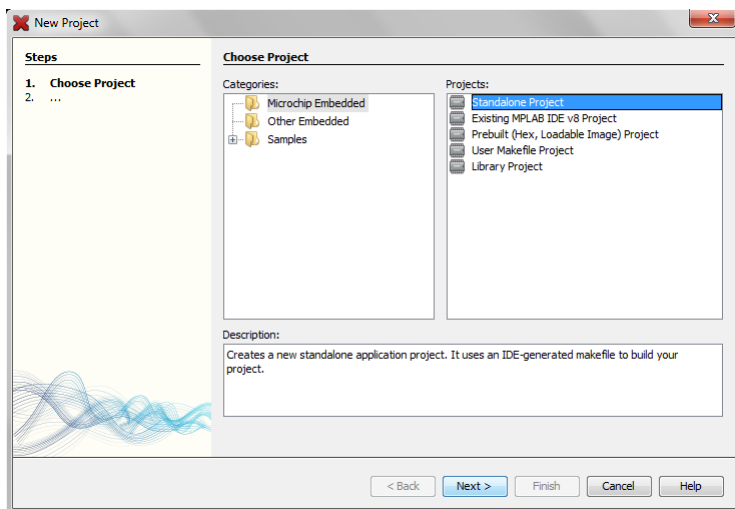 New Project
Steps
1. Choose Project
2. ...
Choose Project
Categories:
Microchip Embedded
Other Embedded
Samples
Projects:
Standalone Project
Existing MPLAB IDE v8 Project
Prebuilt (Hex, Loadable Image) Project
User Makefile Project
Library Project
Description:
Creates a new standalone application project. It uses an IDE-generated makefile to build your
project.
< Back Next > Finish Cancel Help